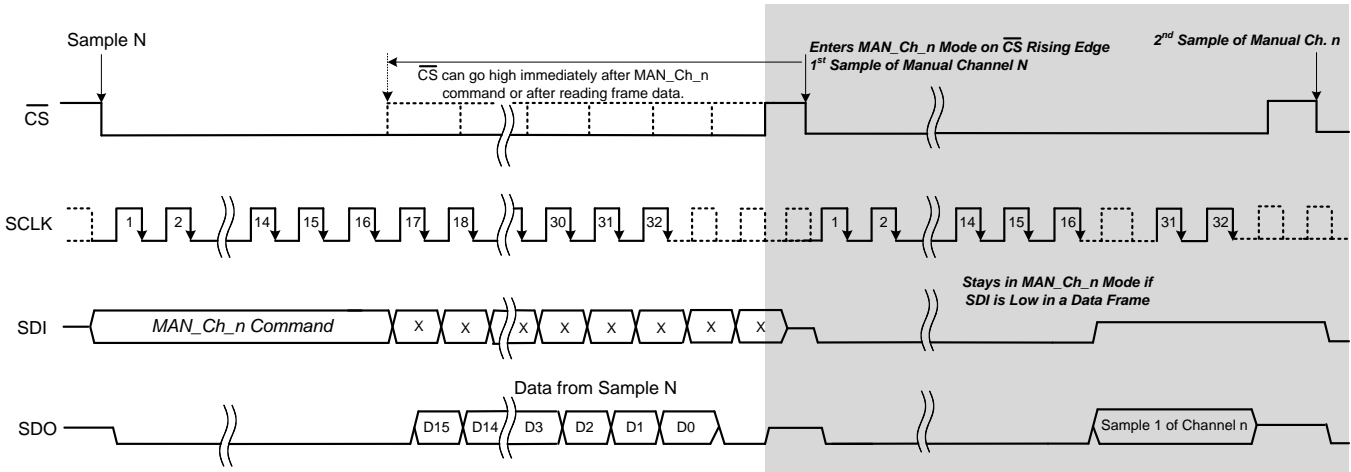 Sample N
Enters MAN_Ch_n Mode on CS Rising Edge
1st Sample of Manual Channel N
2nd Sample of Manual Ch. n
CS can go high immediately after MAN_Ch_n
command or after reading frame data.
CS
SCLK
1 2 14 15 16 17 18 30 31 32 1 2 14 15 16 31 32
Stays in MAN_Ch_n Mode if
SDI is Low in a Data Frame
SDI
MAN_Ch_n Command X X X X X X X X
Data from Sample N
SDO
D15 D14 D3 D2 D1 D0 Sample 1 of Channel n